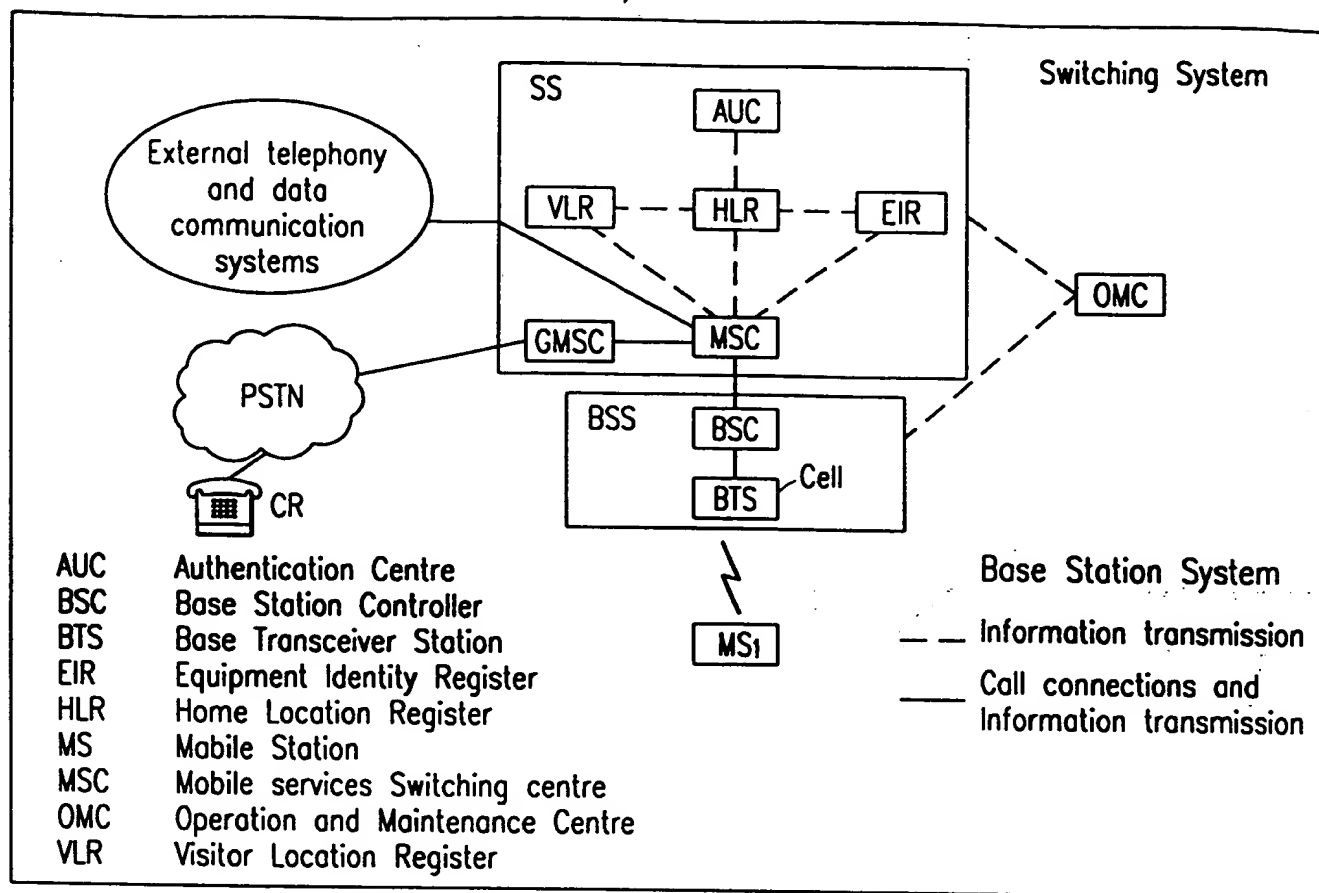 Switching System
SS
AUC
External telephony
and data
communication
systems
VLR
HLR
EIR
OMC
GMSC
MSC
PSTN
BSS
BSC
Cell
BTS
CR
MS1
AUC Authentication Centre
BSC Base Station Controller
BTS Base Transceiver Station
EIR Equipment Identity Register
HLR Home Location Register
MS Mabile Station
MSC Mobile services Switching centre
OMC Operation and Maintenance Centre
VLR Visitor Location Register
Base Station System
Information transmission
Call connections and
Information transmission